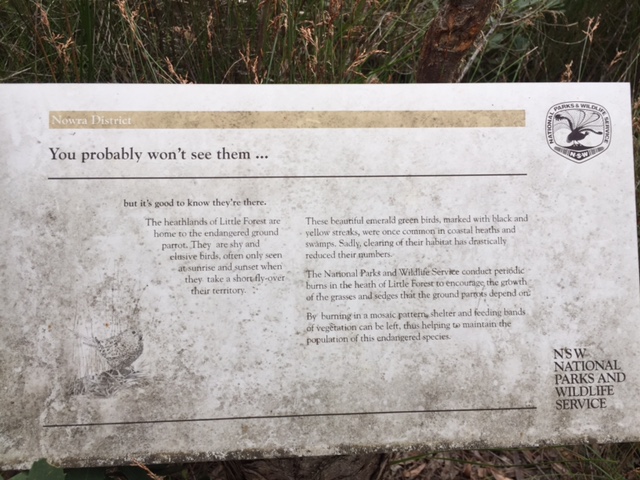 Nowra District
You probably won't see them ...
but it's good to know they're there.
The heathlands of Little Forest are
home to the endangered ground
parrot. They are shy and
elusive birds, often only seen
at sunrise and sunset when
they take a short fly-over
their territory.
These beautiful emerald green birds, marked with black and
yellow streaks, were once common in coastal heaths and
swamps. Sadly, clearing of their habitat has drastically
reduced their numbers.
The National Parks and Wildlife Service conduct periodic
burns in the heath of Little Forest to encourage the growth
of the grasses and sedges that the ground parrots depend on.
By burning in a mosaic pattern, shelter and feeding bands
of vegetation can be left, thus helping to maintain the
population of this endangered species.
NATIONAL PARKS & WILDLIFE SERVICE
NSW
NSW
NATIONAL
PARKS AND
WILDLIFE
SERVICE